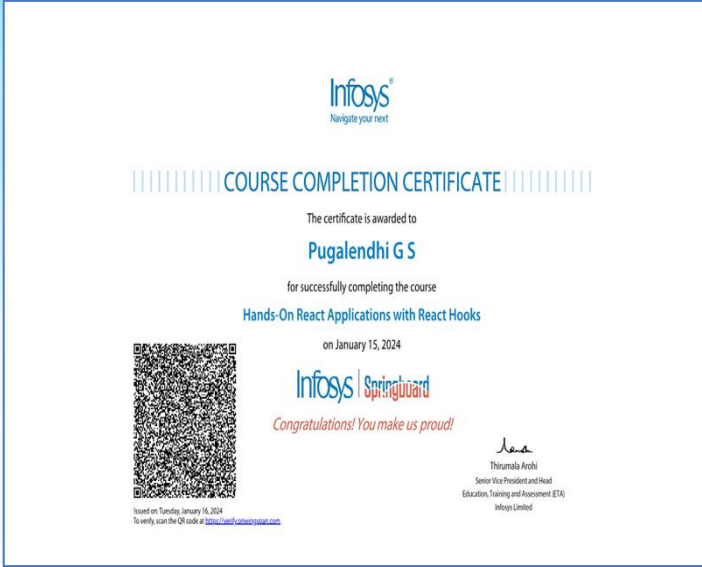 Infosys®
Navigate your next
COURSE COMPLETION CERTIFICATE
The certificate is awarded to
Pugalendhi G S
for successfully completing the course
Hands-On React Applications with React Hooks
on January 15, 2024
Infosys | Springboard
Congratulations! You make us proud!
Thirumala Arohi
Senior Vice President and Head
Education, Training and Assessment (ETA)
Infosys Limited
Issued on: Tuesday, January 16, 2024
To verify, scan the QR code at https://verify.onwingspan.com